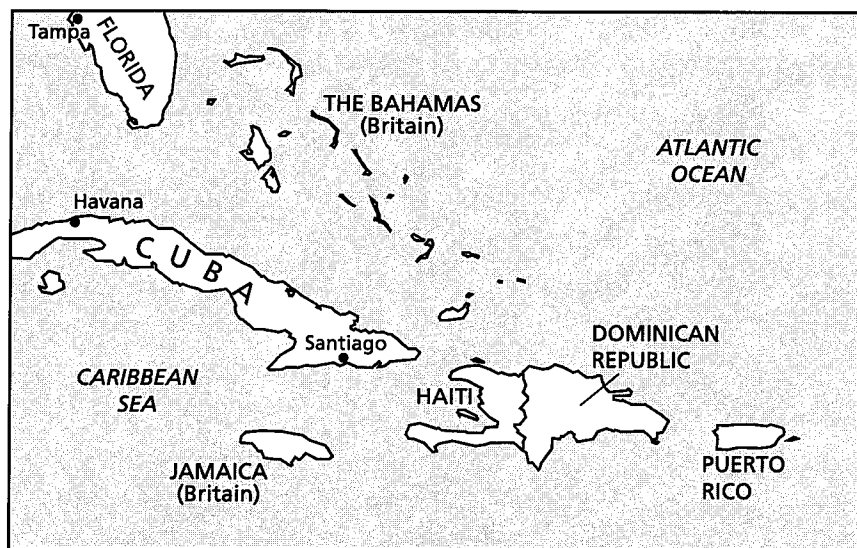 Tampa
FLORIDA
THE BAHAMAS
(Britain)
ATLANTIC
OCEAN
Havana
CUBA
Santiago
DOMINICAN
REPUBLIC
CARIBBEAN
SEA
HAITI
JAMAICA
(Britain)
PUERTO
RICO